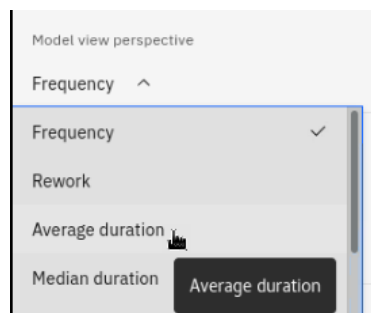 Model view perspective
Frequency
Frequency
Rework
Average duration
Median duration
Average duration